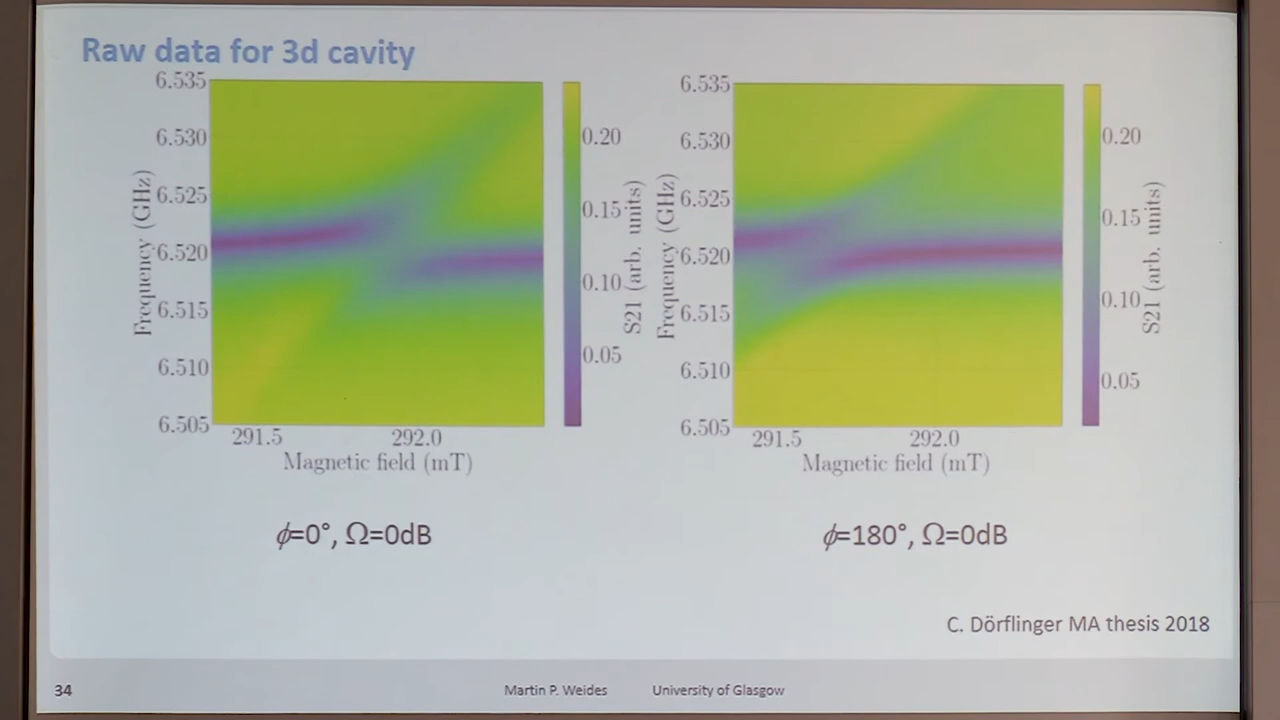 Raw data for 3d cavity
6.535
6.530
6.525
6.520
6.515
6.510
6.505
Frequency (GHz)
291.5 292.0
Magnetic field (mT)
0.20
0.15
0.10
0.05
S21 (arb. units)
6.535
6.530
6.525
6.520
6.515
6.510
6.505
Frequency (GHz)
291.5 292.0
Magnetic field (mT)
0.20
0.15
0.10
0.05
S21 (arb. units)
ϕ=0°, Ω=0dB
ϕ=180°, Ω=0dB
C. Dörflinger MA thesis 2018
34 Martin P. Weides University of Glasgow